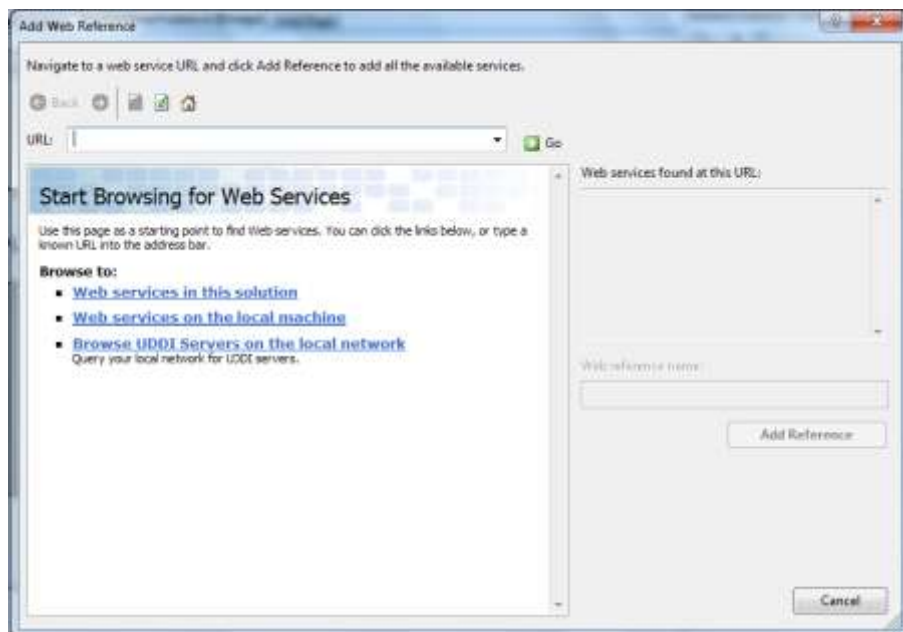 Add Web Reference
Navigate to a web service URL and click Add Reference to add all the available services.
Back
URL:
Go
Start Browsing for Web Services
Use this page as a starting point to find Web services. You can click the links below, or type a
known URL into the address bar.
Browse to:
Web services in this solution
Web services on the local machine
Browse UDDI Servers on the local network
Query your local network for UDDI servers.
Web services found at this URL:
Web reference name:
Add Reference
Cancel